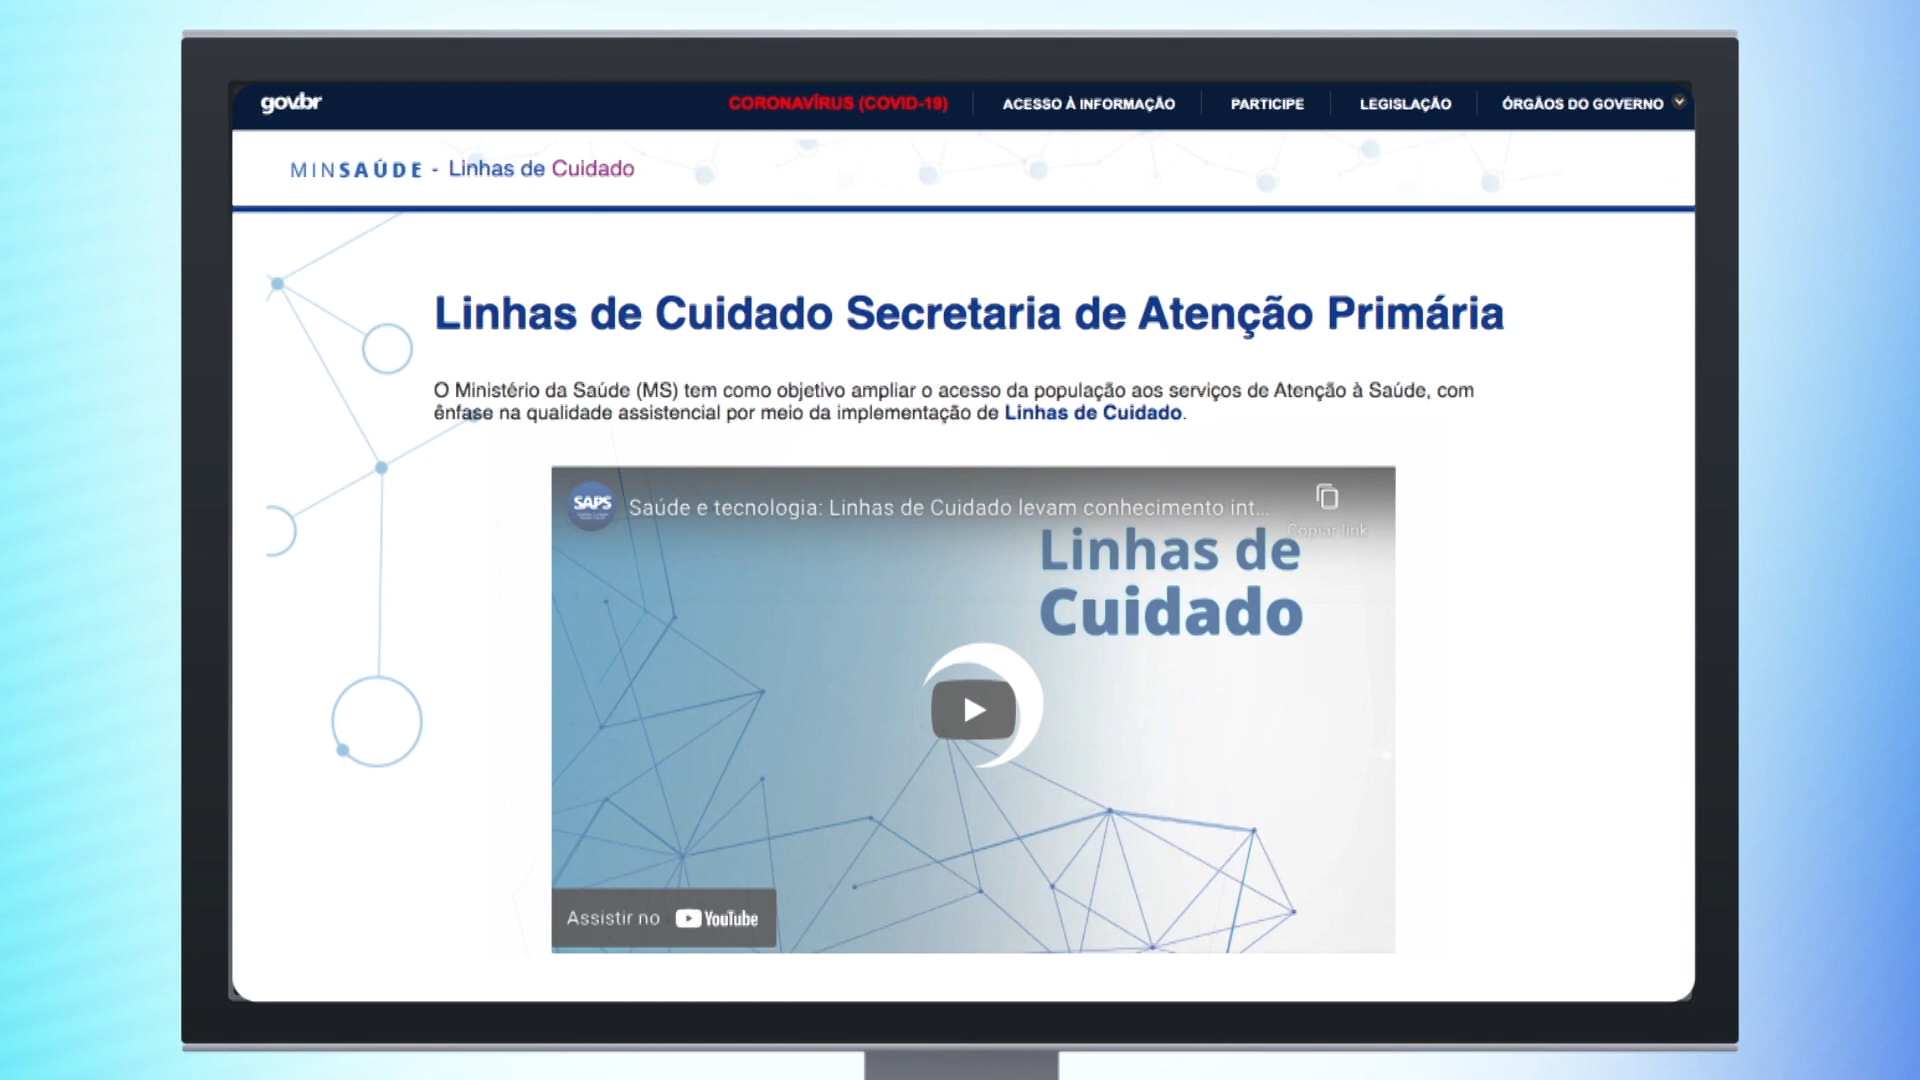 gov.br
CORONAVÍRUS (COVID-19)
ACESSO À INFORMAÇÃO
PARTICIPE
LEGISLAÇÃO
ÓRGÃOS DO GOVERNO
MINSAÚDE - Linhas de Cuidado
Linhas de Cuidado Secretaria de Atenção Primária
O Ministério da Saúde (MS) tem como objetivo ampliar o acesso da população aos serviços de Atenção à Saúde, com
ênfase na qualidade assistencial por meio da implementação de Linhas de Cuidado.
SAPS
Saúde e tecnologia: Linhas de Cuidado levam conhecimento int...
Copiar link
Linhas de
Cuidado
Assistir no YouTube